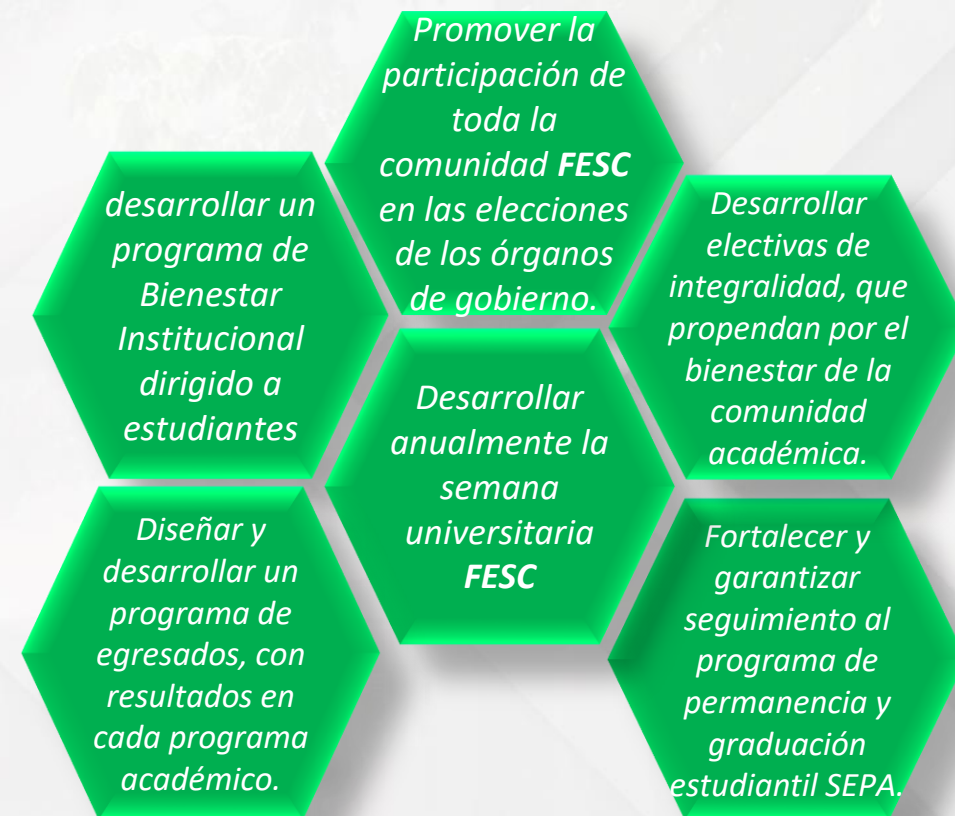 Promover la
participación de
toda la
comunidad FESC
en las elecciones
de los órganos
de gobierno.
desarrollar un
programa de
Bienestar
Institucional
dirigido a
estudiantes
Desarrollar
electivas de
integralidad, que
propendan por el
bienestar de la
comunidad
académica.
Desarrollar
anualmente la
semana
universitaria
FESC
Diseñar y
desarrollar un
programa de
egresados, con
resultados en
cada programa
académico.
Fortalecer y
garantizar
seguimiento al
programa de
permanencia y
graduación
estudiantil SEPA.